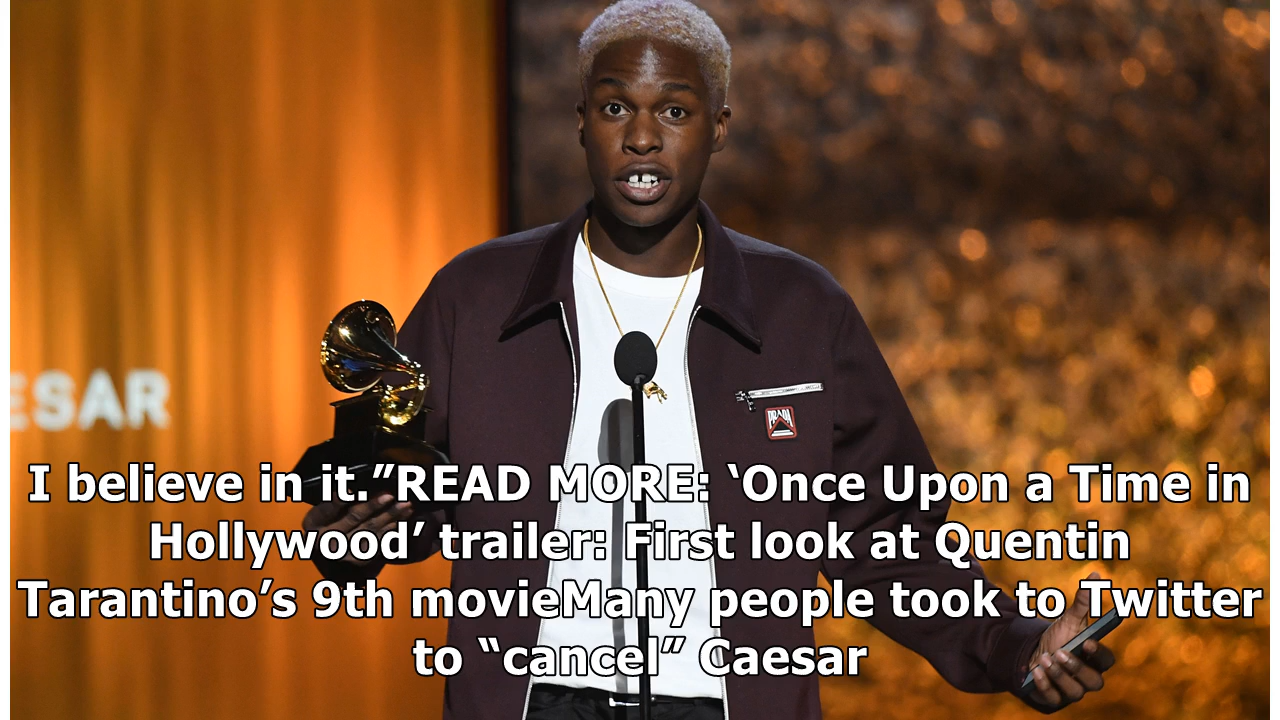 ESAR
PRADA
I believe in it.”READ MORE: ‘Once Upon a Time in
Hollywood’ trailer: First look at Quentin
Tarantino’s 9th movieMany people took to Twitter
to “cancel” Caesar